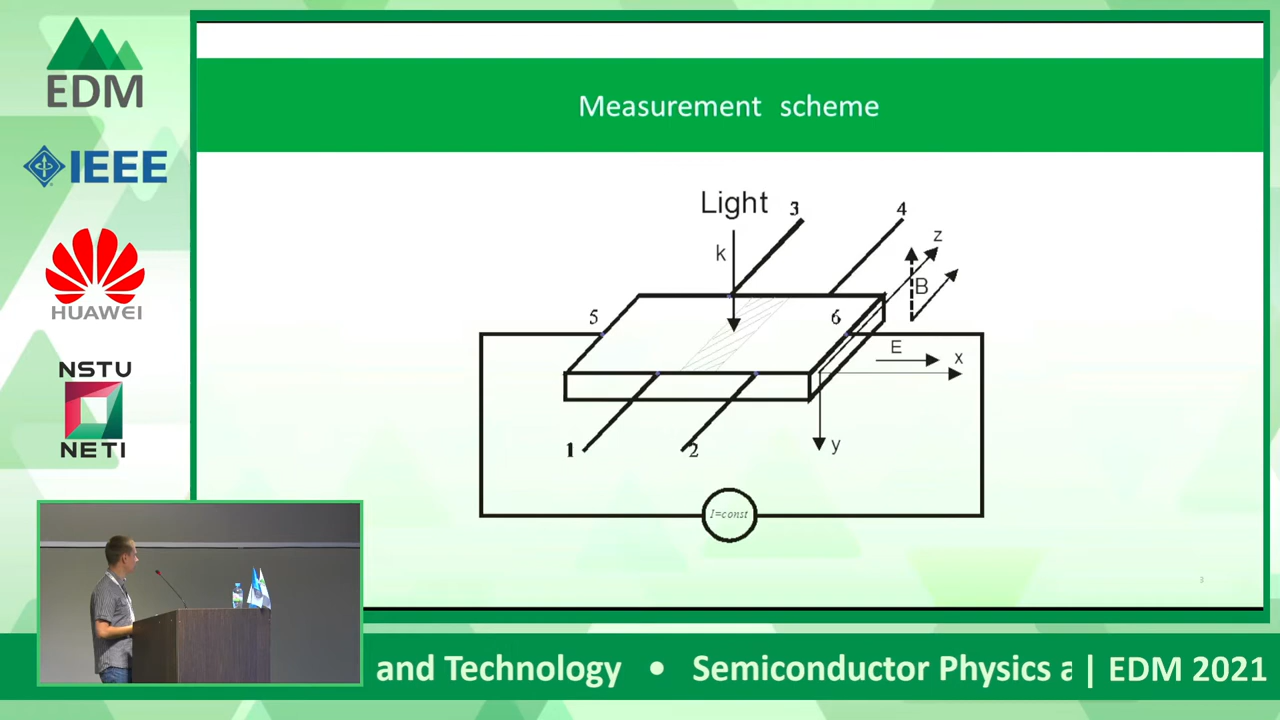 EDM
IEEE
HUAWEI
NSTU
NETI
Measurement scheme
Light
3
4
k
z
B
5
6
E
x
1
2
y
I=const
3
and Technology • Semiconductor Physics a | EDM 2021